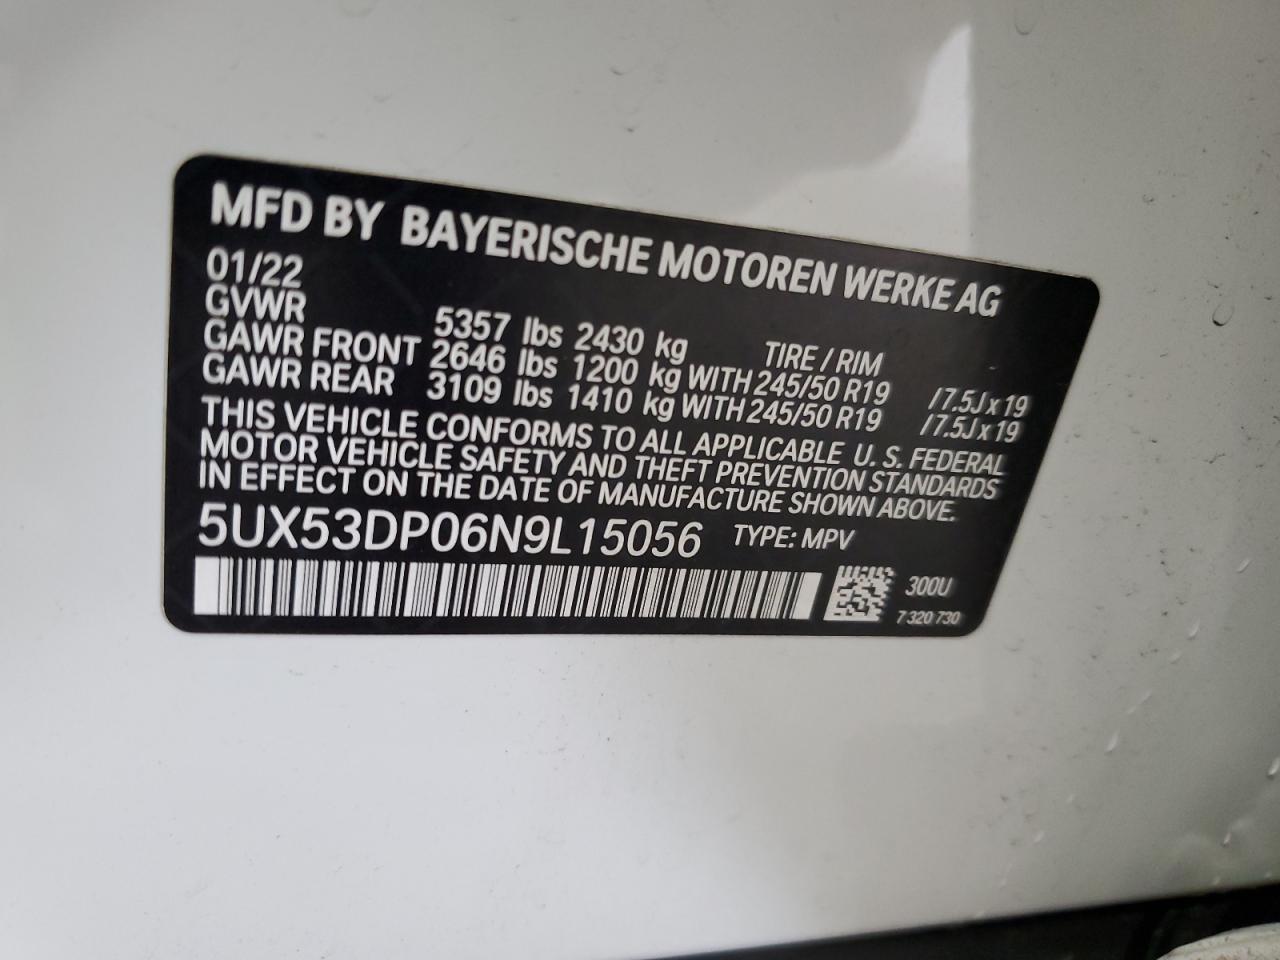 MFD BY BAYERISCHE MOTOREN WERKE AG
01/22
GVWR 5357 lbs 2430 kg TIRE / RIM
GAWR FRONT 2646 lbs 1200 kg WITH 245/50 R19 /7.5J x 19
GAWR REAR 3109 lbs 1410 kg WITH 245/50 R19 /7.5J x 19
THIS VEHICLE CONFORMS TO ALL APPLICABLE U. S. FEDERAL
MOTOR VEHICLE SAFETY AND THEFT PREVENTION STANDARDS
IN EFFECT ON THE DATE OF MANUFACTURE SHOWN ABOVE.
5UX53DP06N9L15056 TYPE: MPV
300U
7 320 730